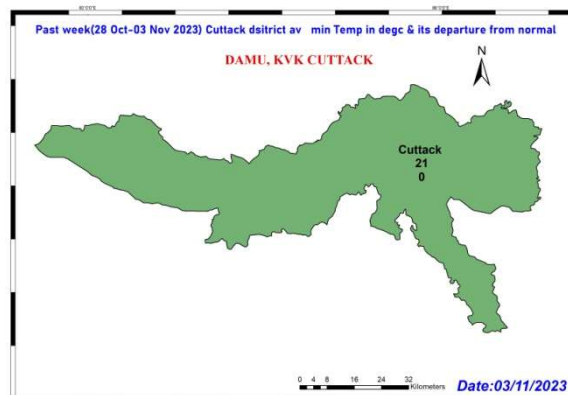 Past week(28 Oct-03 Nov 2023) Cuttack dsitrict av min Temp in degc & its departure from normal
DAMU, KVK CUTTACK
N
Cuttack
21
0
0 4 8 16 24 32
Kilometers
Date:03/11/2023